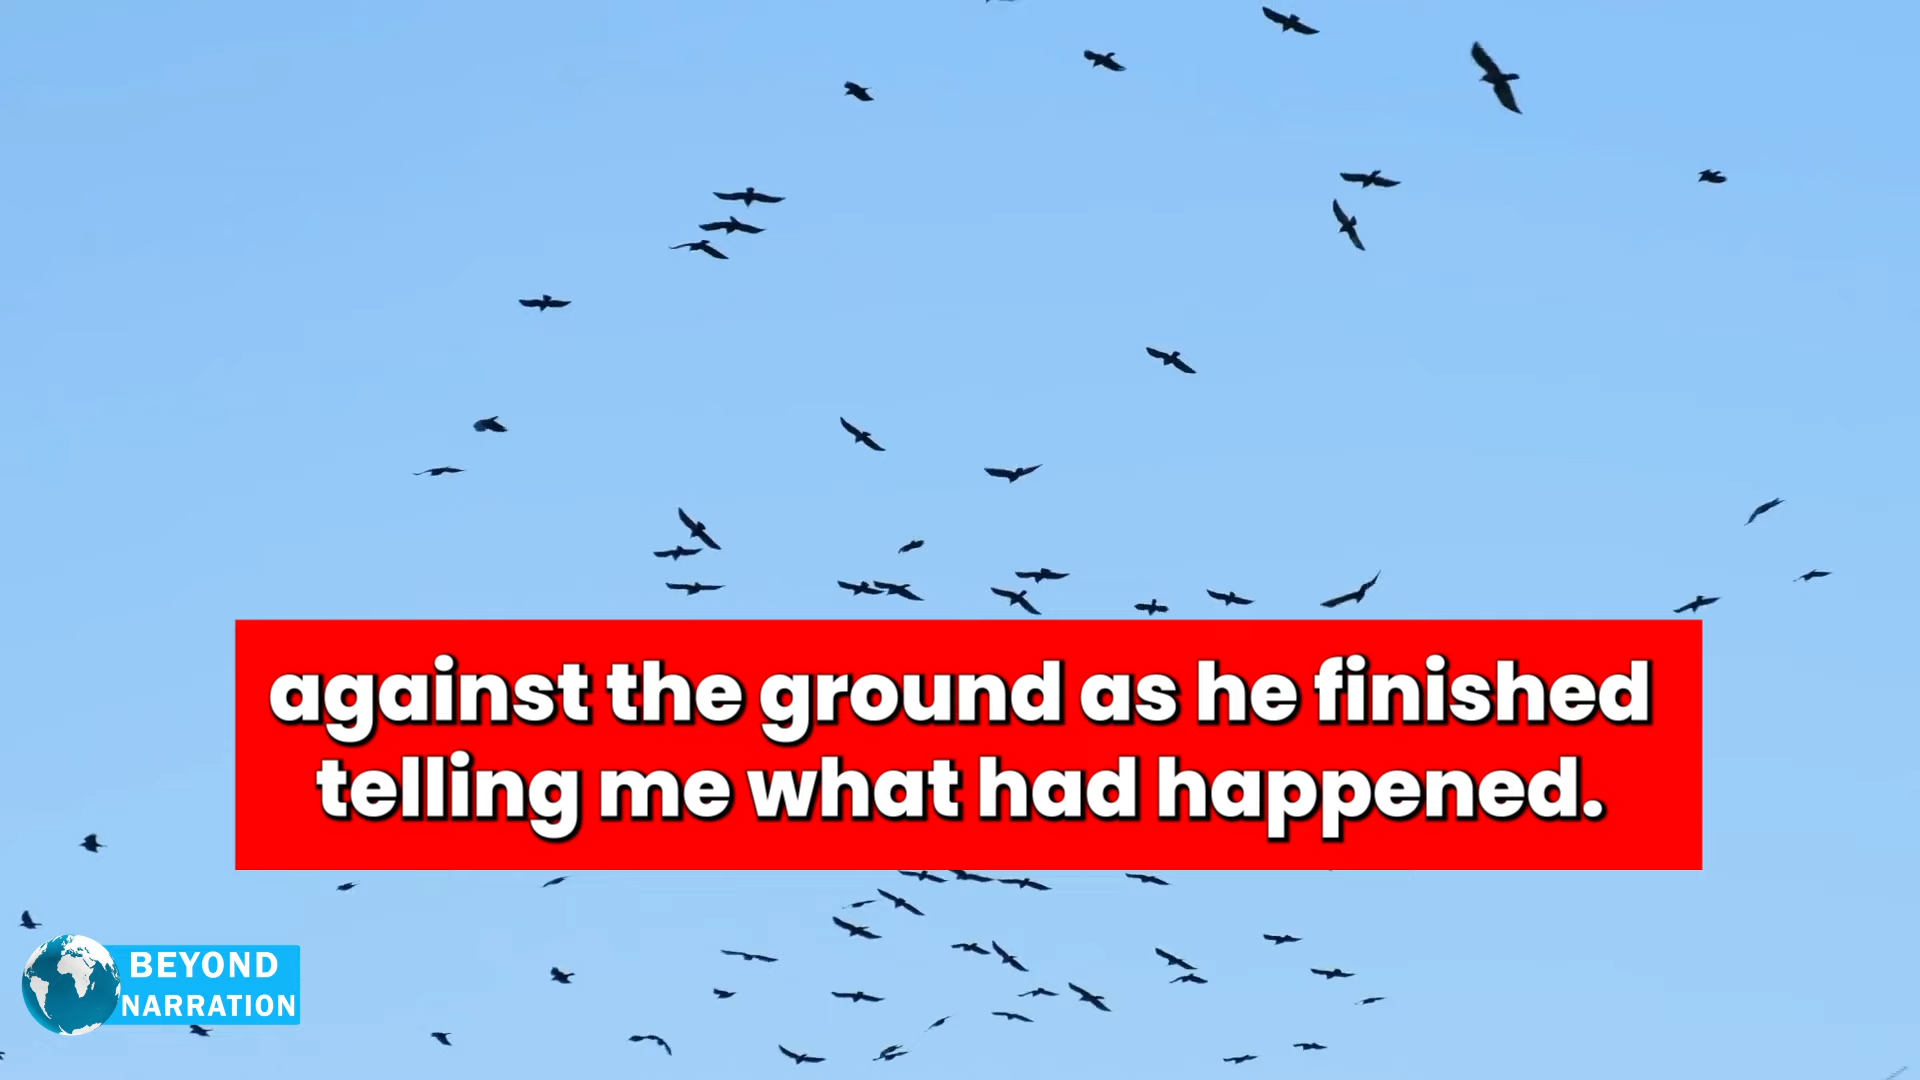 against the ground as he finished
telling me what had happened.
BEYOND
NARRATION